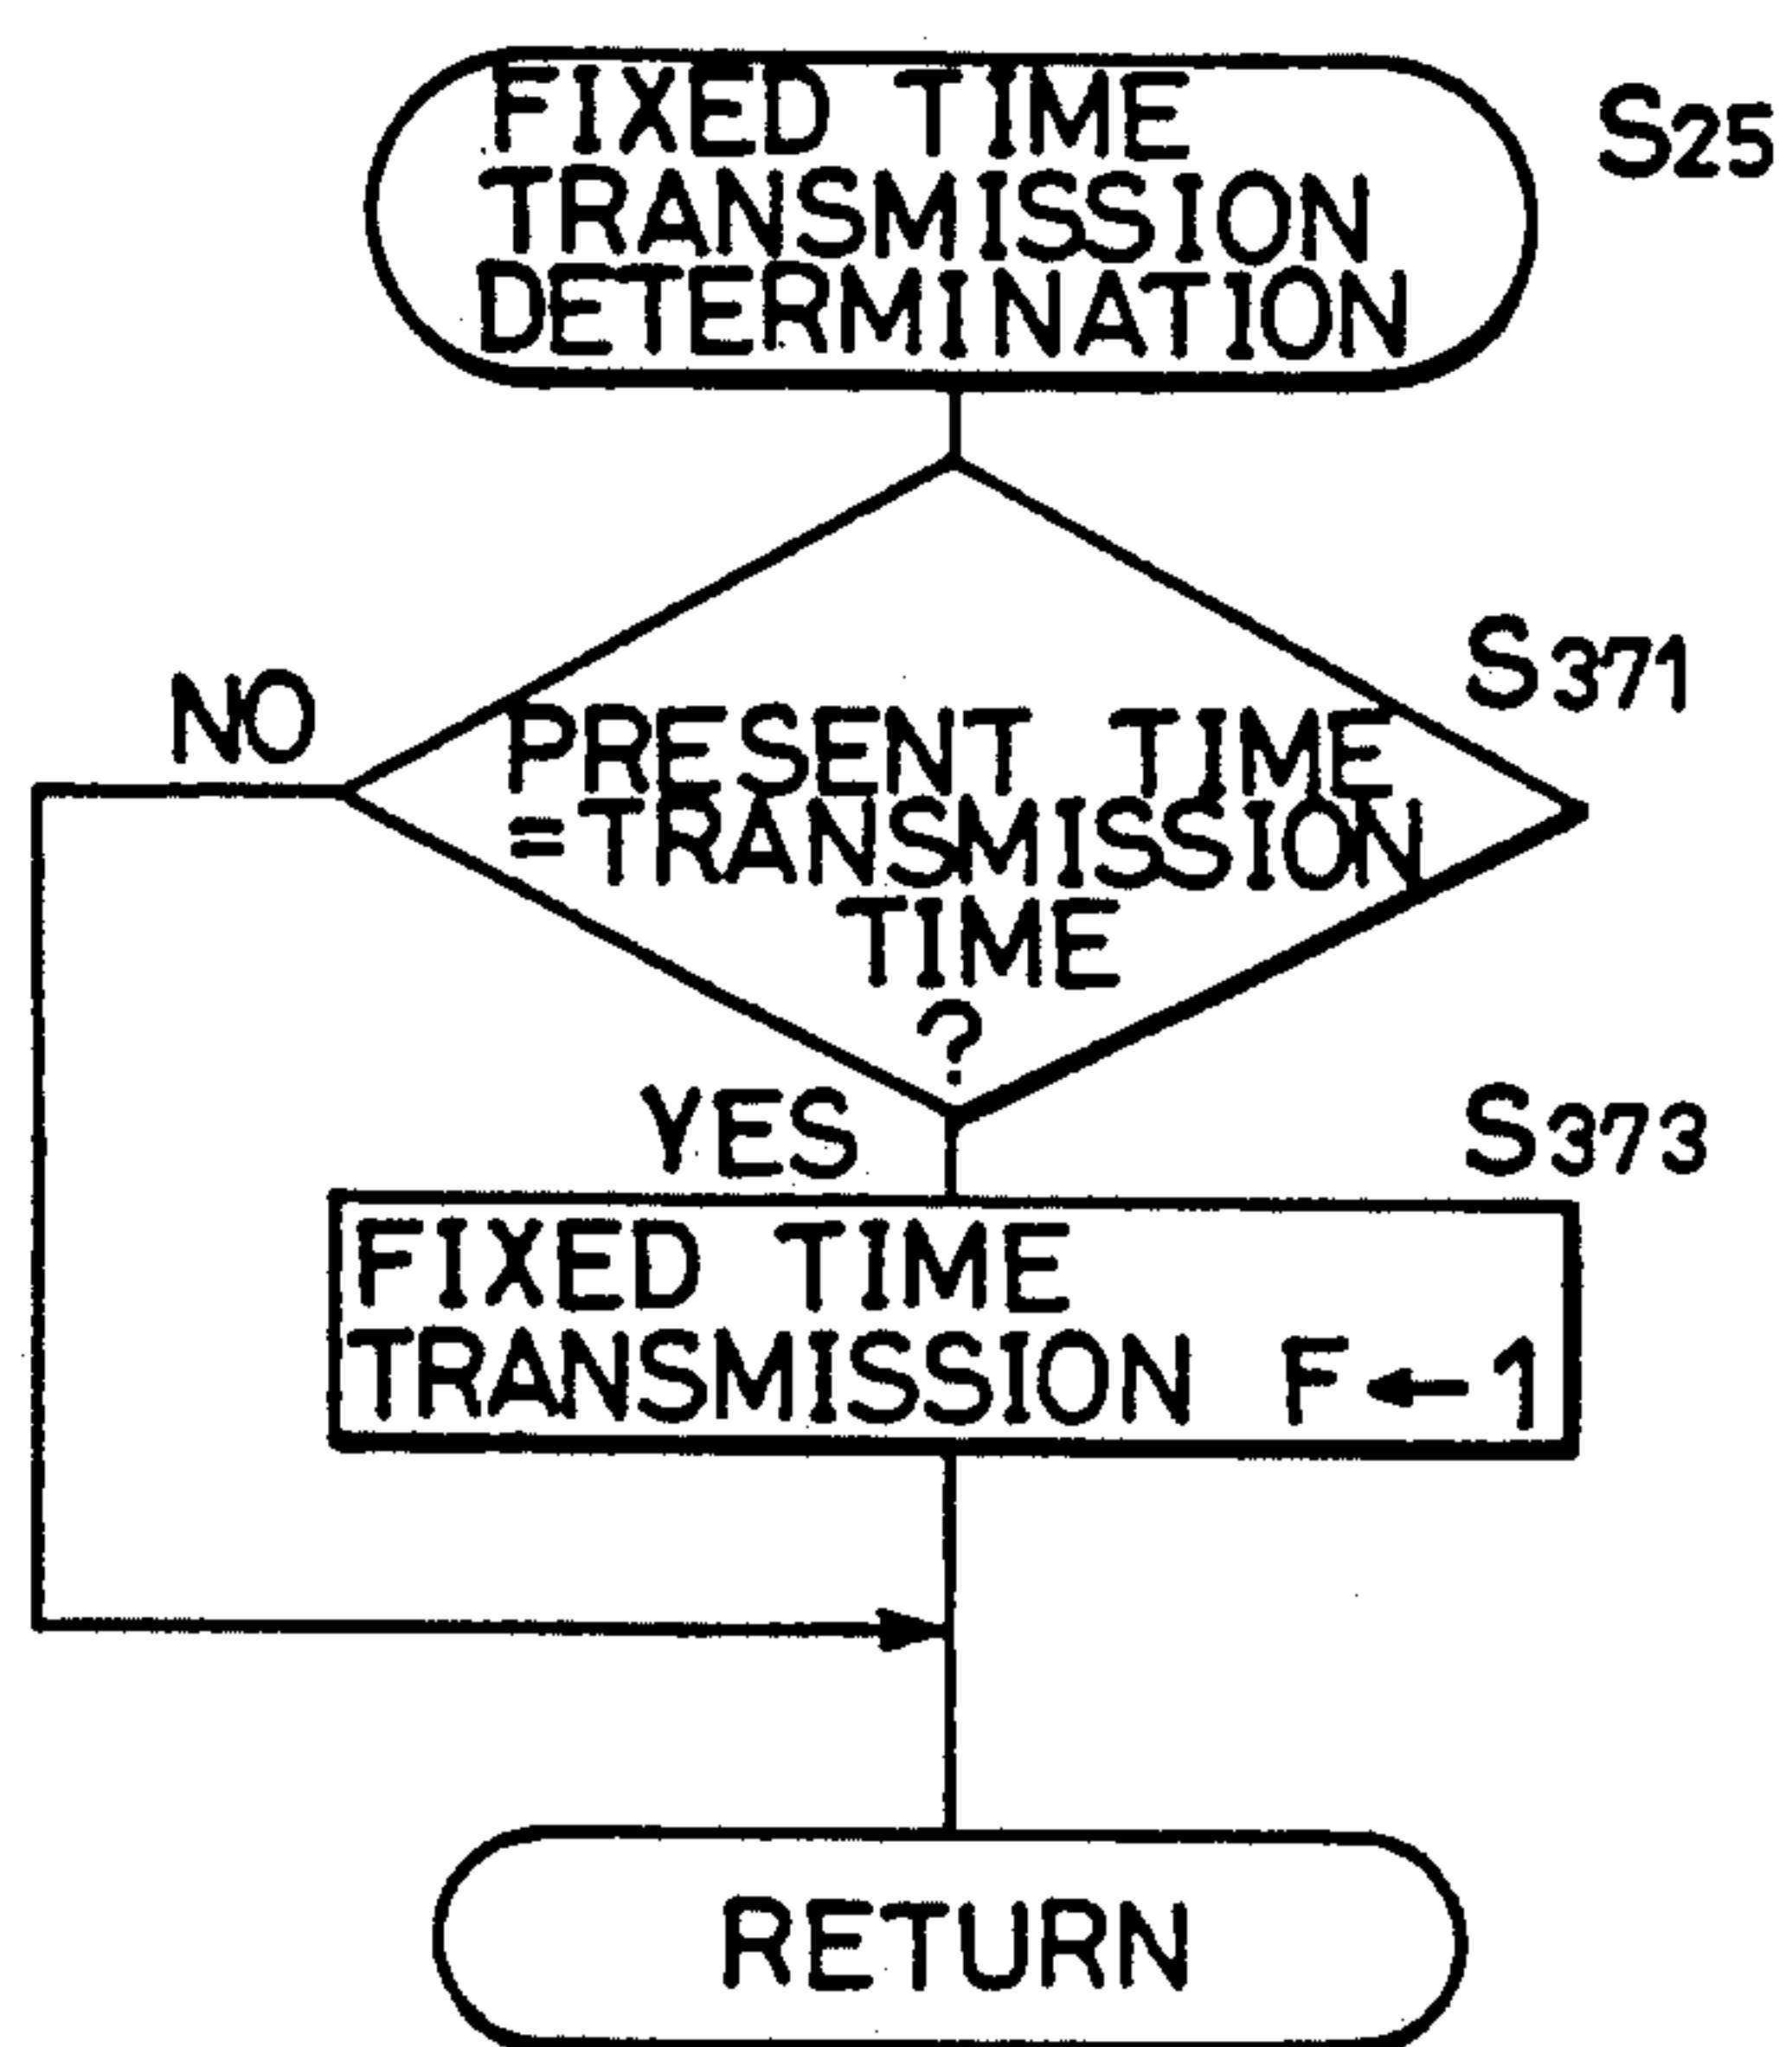 FIXED TIME
TRANSMISSION
DETERMINATION
S25
S371
NO
PRESENT TIME
=TRANSMISSION
TIME
?
YES
S373
FIXED TIME
TRANSMISSION F←1
RETURN